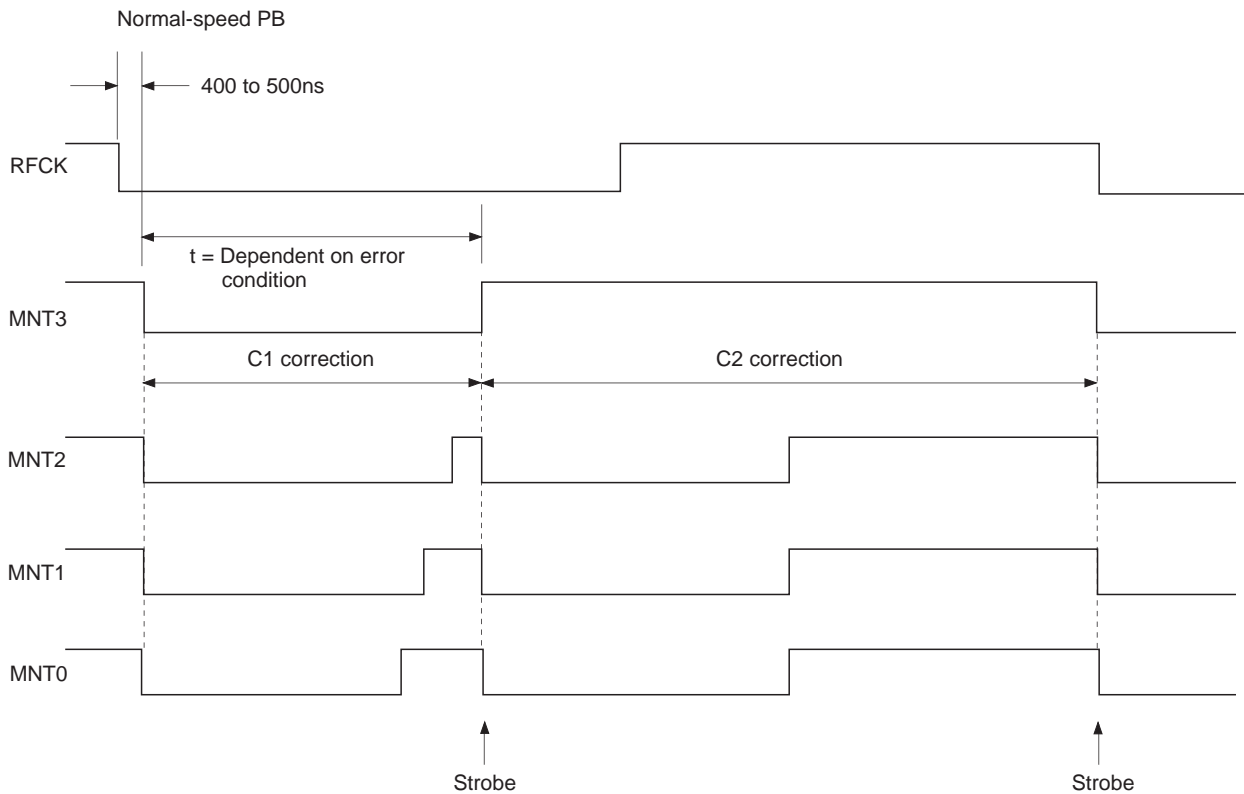 Normal-speed PB
400 to 500ns
RFCK
t = Dependent on error
condition
MNT3
C1 correction
C2 correction
MNT2
MNT1
MNT0
Strobe
Strobe